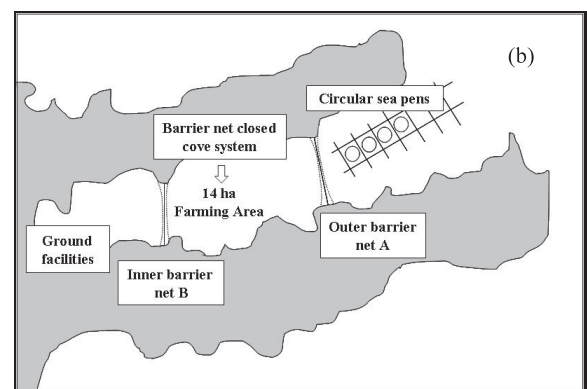 (b)
Circular sea pens
Barrier net closed
cove system
14 ha
Farming Area
Outer barrier
net A
Ground
facilities
Inner barrier
net B